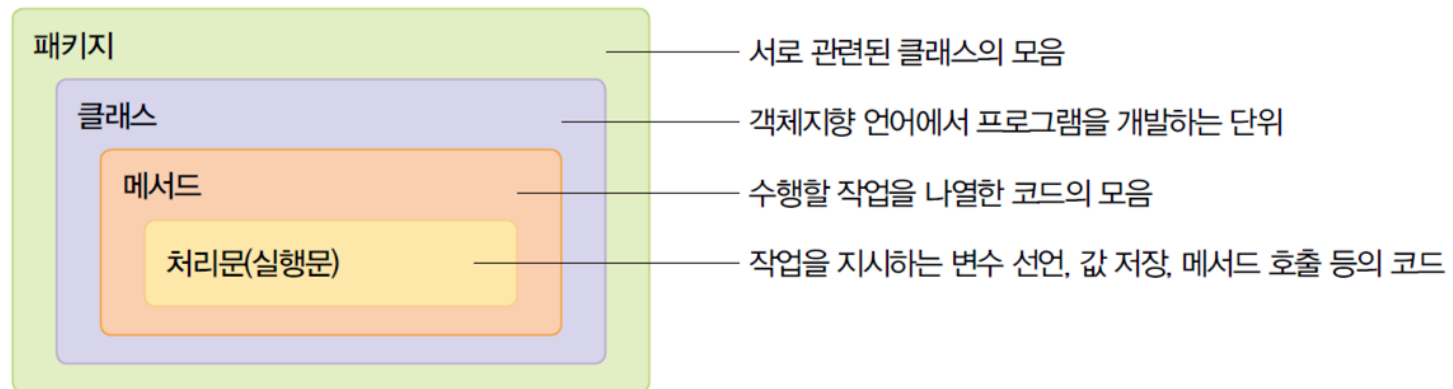 패키지
서로 관련된 클래스의 모음
클래스
객체지향 언어에서 프로그램을 개발하는 단위
메서드
수행할 작업을 나열한 코드의 모음
처리문(실행문)
작업을 지시하는 변수 선언, 값 저장, 메서드 호출 등의 코드